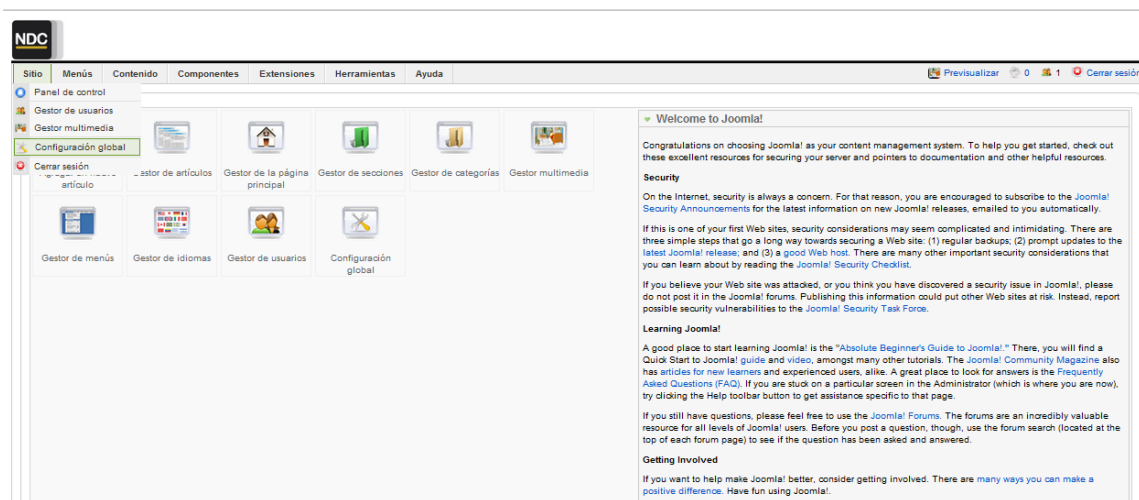 NDC
Sitio Menús Contenido Componentes Extensiones Herramientas Ayuda Previsualizar 0 1 Cerrar sesión
Panel de control
Gestor de usuarios
Gestor multimedia
Configuración global
Cerrar sesión
artículo
Gestor de artículos
Gestor de la página
principal
Gestor de secciones
Gestor de categorías
Gestor multimedia
Gestor de menús
Gestor de idiomas
Gestor de usuarios
Configuración
global
Welcome to Joomla!
Congratulations on choosing Joomla! as your content management system. To help you get started, check out
these excellent resources for securing your server and pointers to documentation and other helpful resources.
Security
On the Internet, security is always a concern. For that reason, you are encouraged to subscribe to the Joomla!
Security Announcements for the latest information on new Joomla! releases, emailed to you automatically.
If this is one of your first Web sites, security considerations may seem complicated and intimidating. There are
three simple steps that go a long way towards securing a Web site: (1) regular backups; (2) prompt updates to the
latest Joomla! release; and (3) a good Web host. There are many other important security considerations that
you can learn about by reading the Joomla! Security Checklist.
If you believe your Web site was attacked, or you think you have discovered a security issue in Joomla!, please
do not post it in the Joomla! forums. Publishing this information could put other Web sites at risk. Instead, report
possible security vulnerabilities to the Joomla! Security Task Force.
Learning Joomla!
A good place to start learning Joomla! is the "Absolute Beginner's Guide to Joomla!." There, you will find a
Quick Start to Joomla! guide and video, amongst many other tutorials. The Joomla! Community Magazine also
has articles for new learners and experienced users, alike. A great place to look for answers is the Frequently
Asked Questions (FAQ). If you are stuck on a particular screen in the Administrator (which is where you are now),
try clicking the Help toolbar button to get assistance specific to that page.
If you still have questions, please feel free to use the Joomla! Forums. The forums are an incredibly valuable
resource for all levels of Joomla! users. Before you post a question, though, use the forum search (located at the
top of each forum page) to see if the question has been asked and answered.
Getting Involved
If you want to help make Joomla! better, consider getting involved. There are many ways you can make a
positive difference. Have fun using Joomla!.